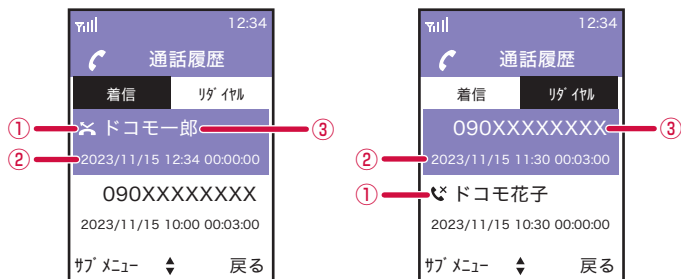 12:34
通話履歴
着信 ﾘﾀﾞｲﾔﾙ
① ドコモ一郎 ③
② 2023/11/15 12:34 00:00:00
090XXXXXXXX
2023/11/15 10:00 00:03:00
ｻﾌﾞﾒﾆｭｰ 戻る
12:34
通話履歴
着信 ﾘﾀﾞｲﾔﾙ
090XXXXXXXX ③
② 2023/11/15 11:30 00:03:00
① ドコモ花子
2023/11/15 10:30 00:00:00
ｻﾌﾞﾒﾆｭｰ 戻る